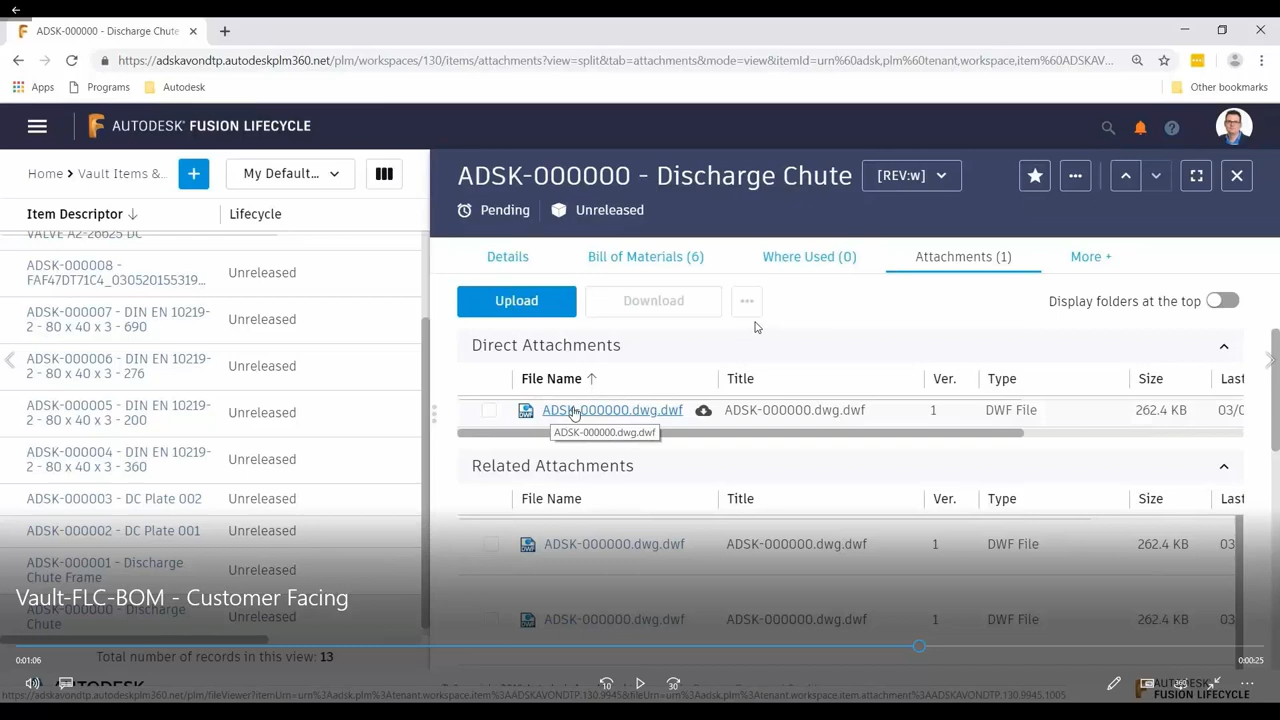 ADSK-000000 - Discharge Chute
https://adskavondtp.autodeskplm360.net/plm/workspaces/130/items/attachments?view=split&tab=attachments&mode=view&itemId=urn%60adsk,plm%60tenant,workspace,item%60ADSKAV...
Apps Programs Autodesk Other bookmarks
AUTODESK® FUSION LIFECYCLE
Home > Vault Items &... + My Default...
Item Descriptor Lifecycle
VALVE A2-26625 DC
ADSK-000008 -
FAF47DT71C4_030520155319... Unreleased
ADSK-000007 - DIN EN 10219-
2 - 80 x 40 x 3 - 690 Unreleased
ADSK-000006 - DIN EN 10219-
2 - 80 x 40 x 3 - 276 Unreleased
ADSK-000005 - DIN EN 10219-
2 - 80 x 40 x 3 - 200 Unreleased
ADSK-000004 - DIN EN 10219-
2 - 80 x 40 x 3 - 360 Unreleased
ADSK-000003 - DC Plate 002 Unreleased
ADSK-000002 - DC Plate 001 Unreleased
ADSK-000001 - Discharge
Chute Frame Unreleased
ADSK-000000 - Discharge
Chute Unreleased
Total number of records in this view: 13
ADSK-000000 - Discharge Chute [REV:w]
Pending Unreleased
Details Bill of Materials (6) Where Used (0) Attachments (1) More +
Upload Download ... Display folders at the top
Direct Attachments
File Name Title Ver. Type Size Last
ADSK-000000.dwg.dwf ADSK-000000.dwg.dwf 1 DWF File 262.4 KB 03/0
ADSK-000000.dwg.dwf
Related Attachments
File Name Title Ver. Type Size Last
ADSK-000000.dwg.dwf ADSK-000000.dwg.dwf 1 DWF File 262.4 KB 03
ADSK-000000.dwg.dwf ADSK-000000.dwg.dwf 1 DWF File 262.4 KB 03
Vault-FLC-BOM - Customer Facing
0:01:06 0:00:25
10 30 360
https://adskavondtp.autodeskplm360.net/plm/fileViewer?itemUrn=urn%3Aadsk.plm%3Atenant.workspace.item%3AADSKAVONDTP.130.9945&fileUrn=urn%3Aadsk.plm%3Atenant.workspace.item.attachment%3AADSKAVONDTP.130.9945.1005
FUSION LIFECYCLE